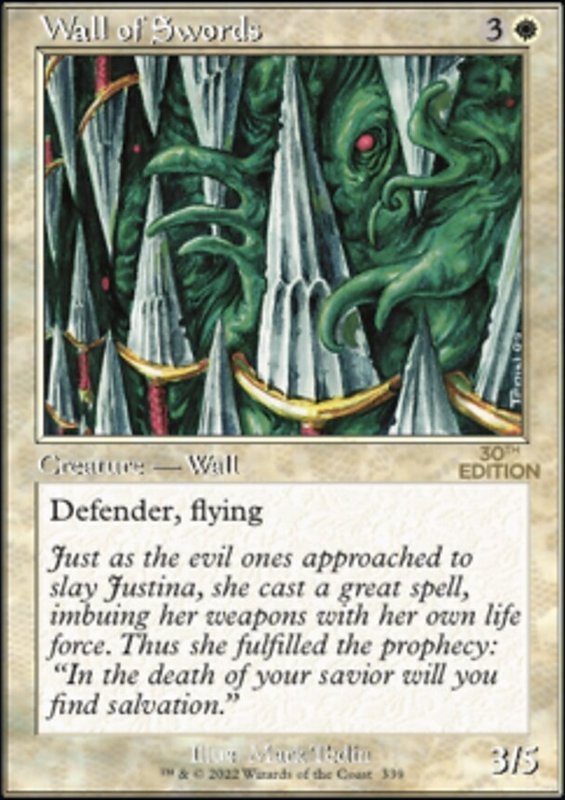 Wall of Swords 3
30TH
EDITION
Creature — Wall
Defender, flying
Just as the evil ones approached to
slay Justina, she cast a great spell,
imbuing her weapons with her own life
force. Thus she fulfilled the prophecy:
“In the death of your savior will you
find salvation.”
Illus. Mark Tedin
3/5
™ & © 2022 Wizards of the Coast